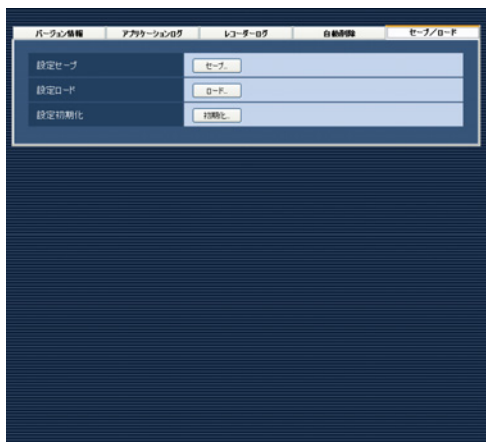 バージョン情報 アプリケーションログ レコーダーログ 自動削除 セーブ/ロード
設定セーブ セーブ...
設定ロード ロード...
設定初期化 初期化...